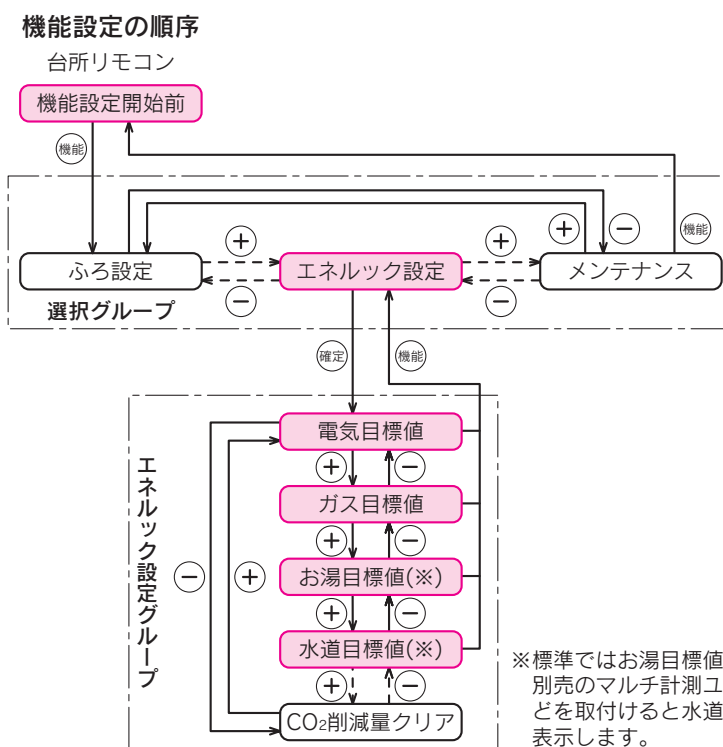 機能設定の順序
台所リモコン
機能設定開始前
機能
+
+
+
−
機能
ふろ設定
エネルック設定
メンテナンス
−
−
選択グループ
確定
機能
エネルック設定グループ
電気目標値
+
−
ガス目標値
+
−
−
+
お湯目標値(※)
+
−
水道目標値(※)
+
−
CO₂削減量クリア
※標準ではお湯目標値
別売のマルチ計測ユ
どを取付けると水道
表示します。